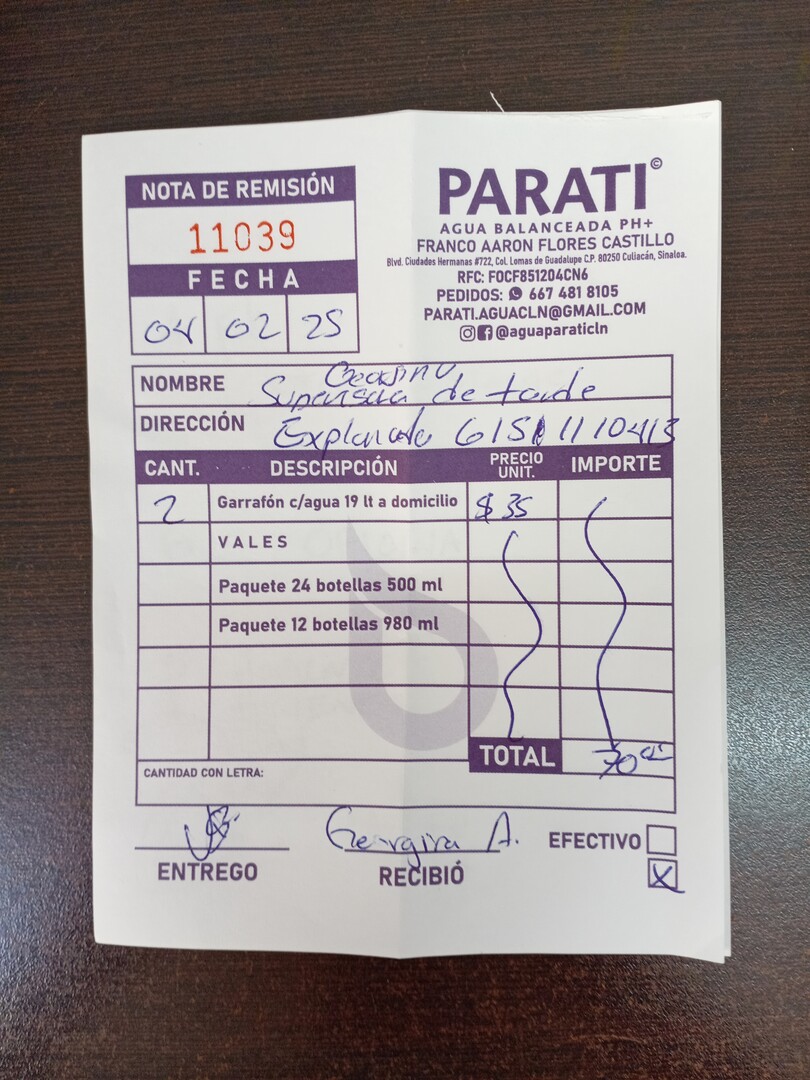 NOTA DE REMISIÓN
11039
FECHA
04 02 25
PARATI©
AGUA BALANCEADA PH+
FRANCO AARON FLORES CASTILLO
Blvd. Ciudades Hermanas #722, Col. Lomas de Guadalupe C.P. 80250 Culiacán, Sinaloa.
RFC: FOCF851204CN6
PEDIDOS: 667 481 8105
PARATI.AGUACLN@GMAIL.COM
@aguaparaticln
NOMBRE
de tarde
DIRECCIÓN Explanada
CANT. DESCRIPCIÓN PRECIO UNIT. IMPORTE
2 Garrafón c/agua 19 lt a domicilio $ 35
VALES
Paquete 24 botellas 500 ml
Paquete 12 botellas 980 ml
TOTAL 70
CANTIDAD CON LETRA:
Georgina A.
ENTREGO RECIBIÓ EFECTIVO
X